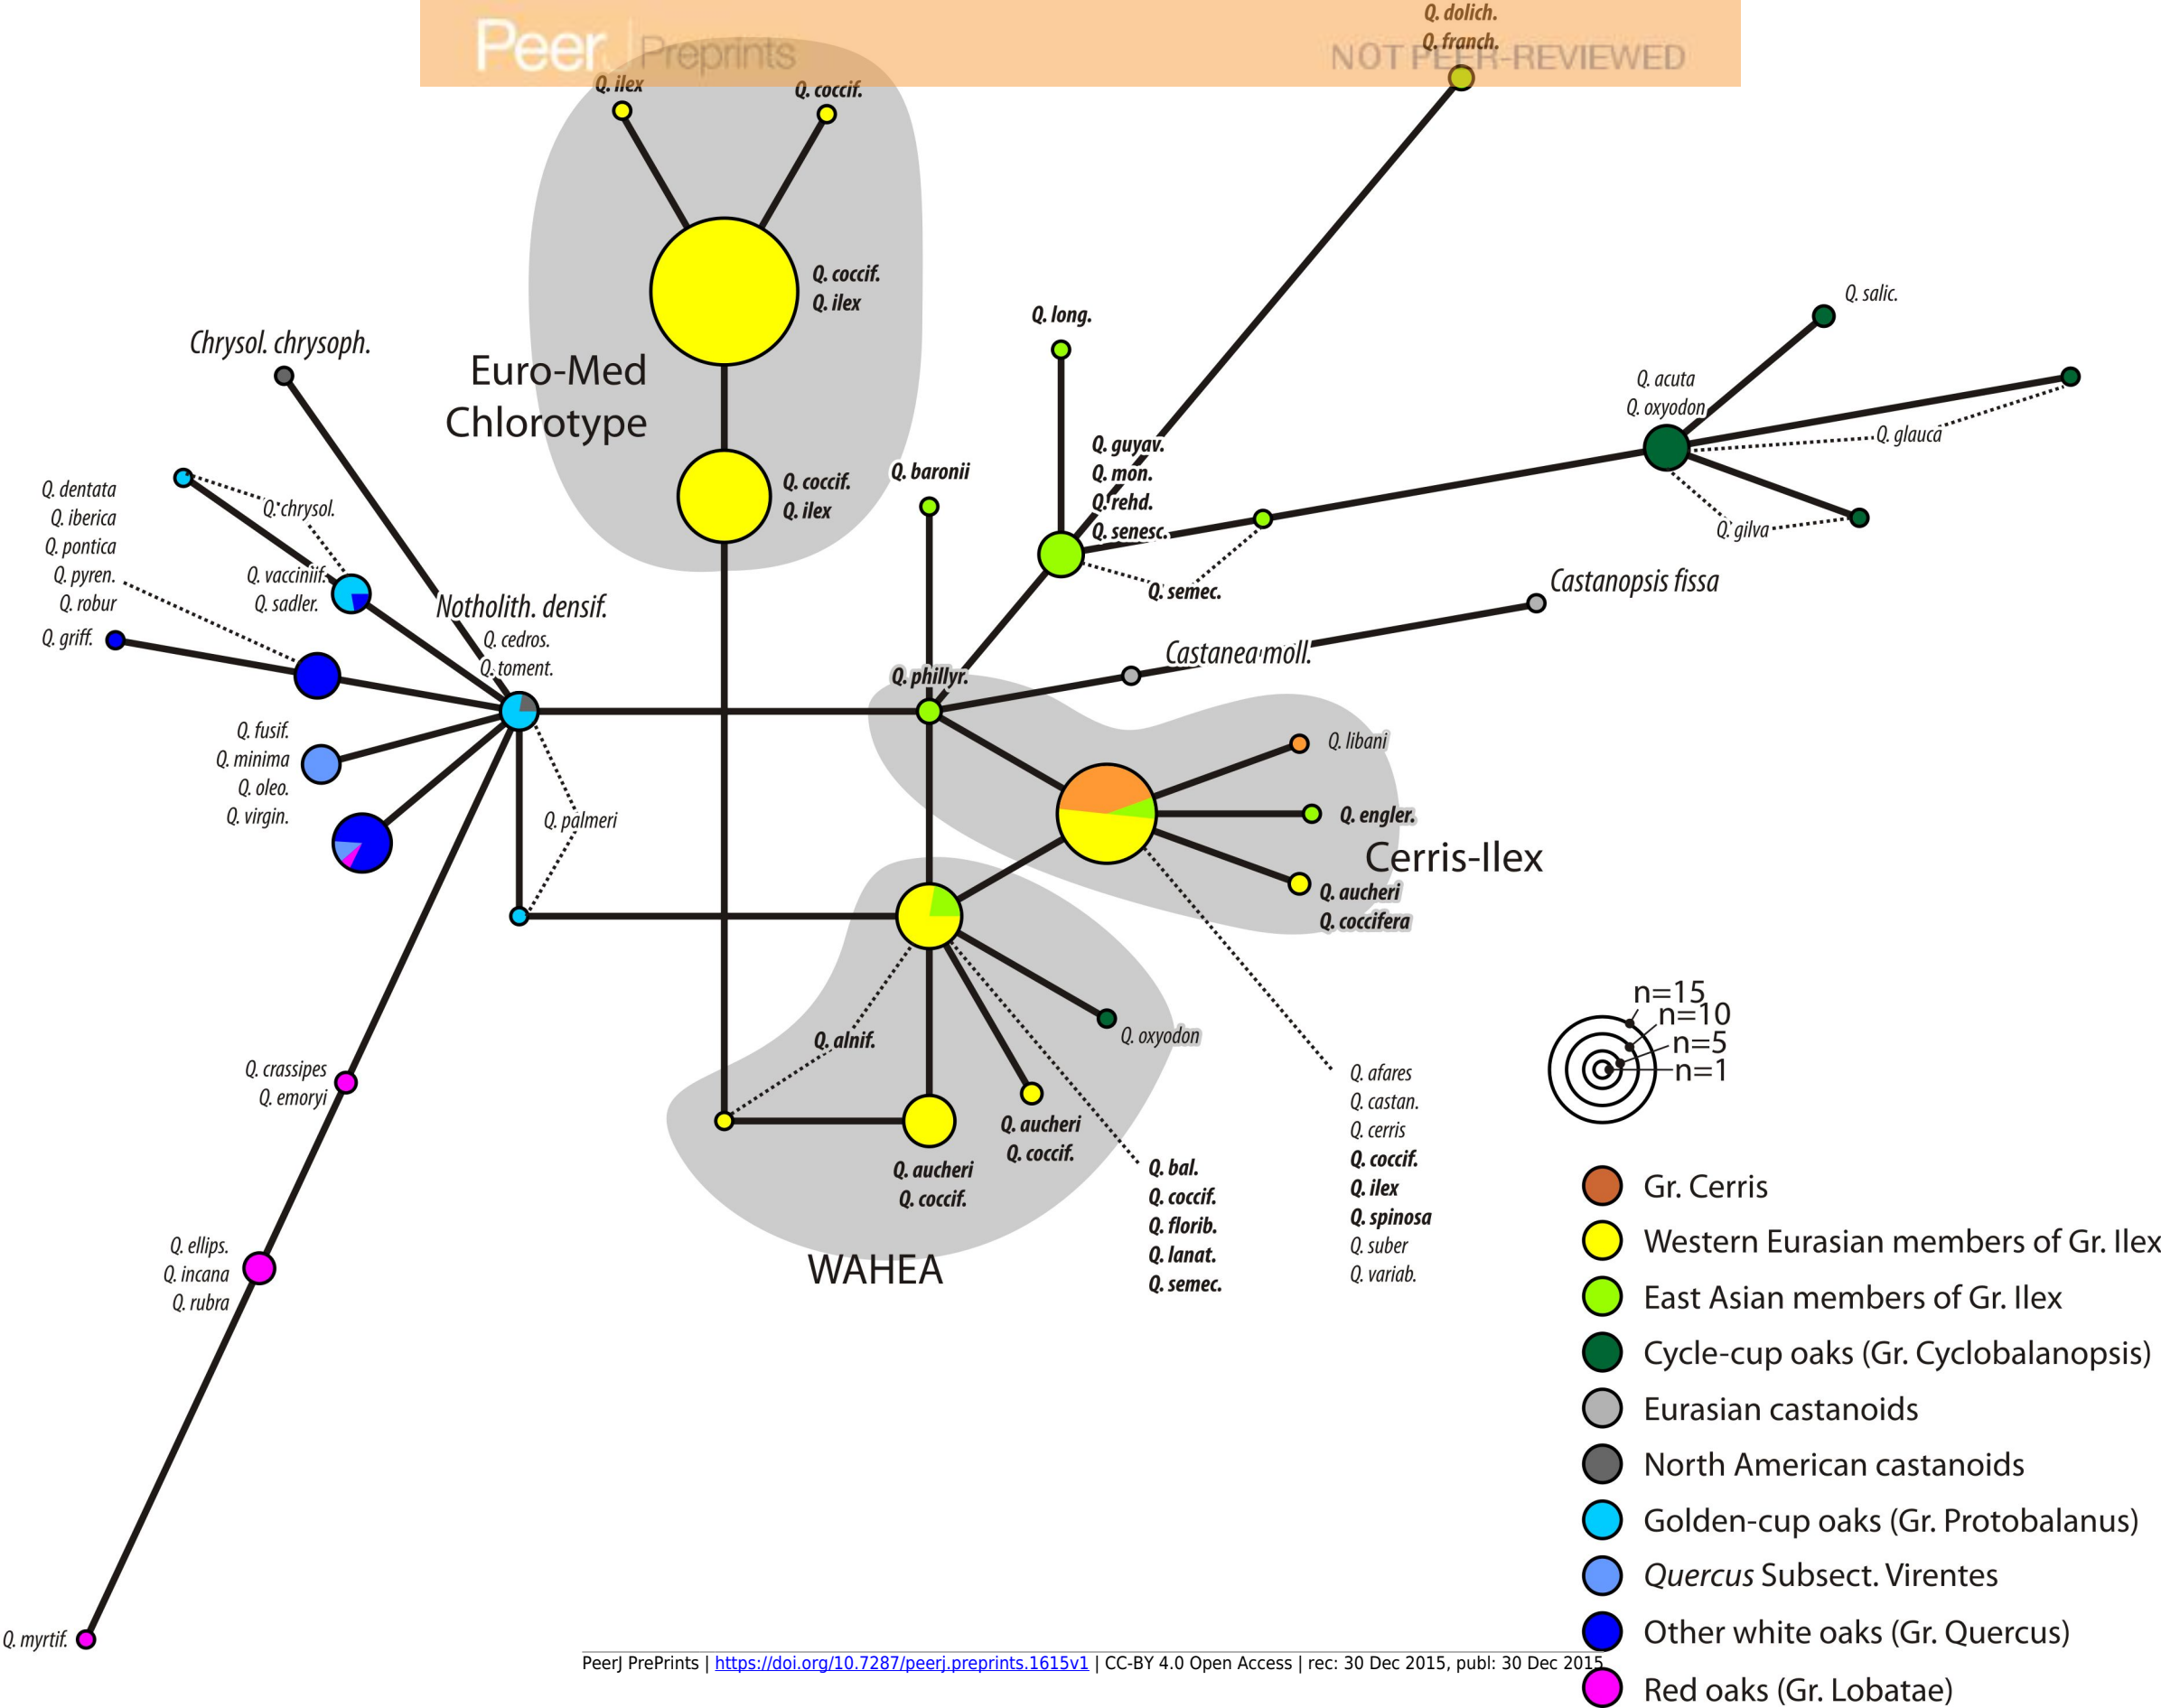 PeerJ Preprints
NOT PEER-REVIEWED
Q. dolich.
Q. franch.
Q. ilex
Q. coccif.
Q. coccif.
Q. ilex
Euro-Med
Chlorotype
Q. coccif.
Q. ilex
Chrysol. chrysoph.
Q. chrysol.
Q. dentata
Q. iberica
Q. pontica
Q. pyren.
Q. robur
Q. griff.
Q. vacciniif.
Q. sadler.
Notholith. densif.
Q. cedros.
Q. toment.
Q. fusif.
Q. minima
Q. oleo.
Q. virgin.
Q. palmeri
Q. baronii
Q. long.
Q. guyav.
Q. mon.
Q. rehd.
Q. senesc.
Q. semec.
Q. salic.
Q. acuta
Q. oxyodon
Q. glauca
Q. gilva
Castanopsis fissa
Castanea moll.
Q. phillyr.
Q. libani
Q. engler.
Cerris-Ilex
Q. aucheri
Q. coccifera
Q. oxyodon
Q. alnif.
Q. aucheri
Q. coccif.
Q. aucheri
Q. coccif.
WAHEA
Q. bal.
Q. coccif.
Q. florib.
Q. lanat.
Q. semec.
Q. afares
Q. castan.
Q. cerris
Q. coccif.
Q. ilex
Q. spinosa
Q. suber
Q. variab.
Q. crassipes
Q. emoryi
Q. ellips.
Q. incana
Q. rubra
Q. myrtif.
n=15
n=10
n=5
n=1
Gr. Cerris
Western Eurasian members of Gr. Ilex
East Asian members of Gr. Ilex
Cycle-cup oaks (Gr. Cyclobalanopsis)
Eurasian castanoids
North American castanoids
Golden-cup oaks (Gr. Protobalanus)
Quercus Subsect. Virentes
Other white oaks (Gr. Quercus)
Red oaks (Gr. Lobatae)
PeerJ PrePrints | https://doi.org/10.7287/peerj.preprints.1615v1 | CC-BY 4.0 Open Access | rec: 30 Dec 2015, publ: 30 Dec 2015